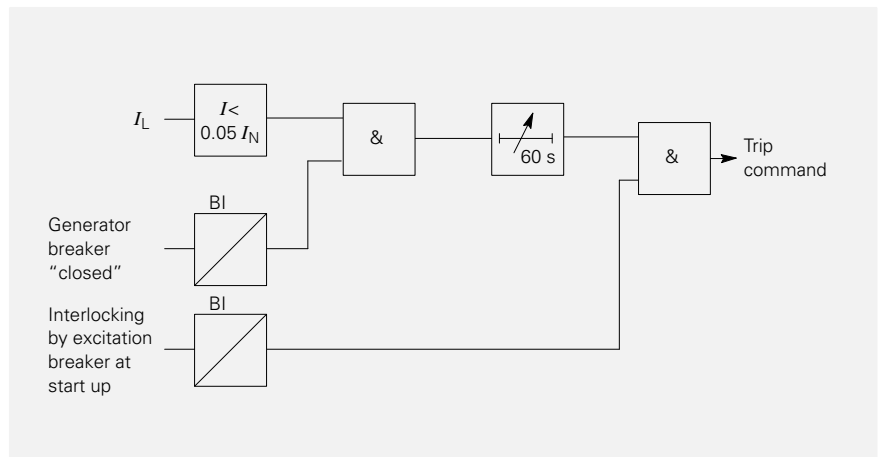 I<
0.05 IN
IL
&
60 s
&
Trip
command
BI
Generator
breaker
“closed”
BI
Interlocking
by excitation
breaker at
start up